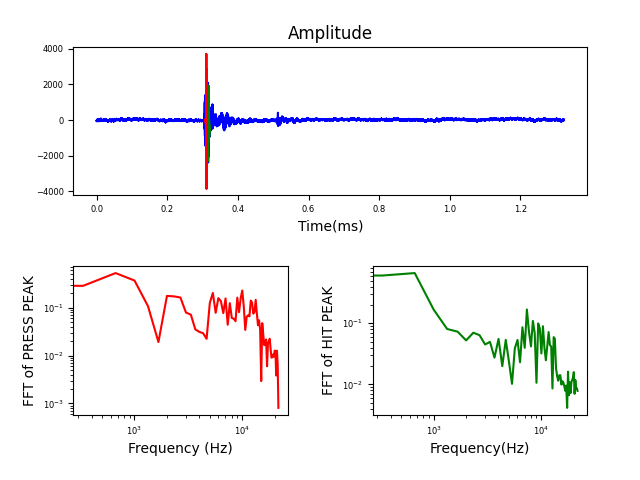 Amplitude
4000
2000
0
−2000
−4000
0.0 0.2 0.4 0.6 0.8 1.0 1.2
Time(ms)
FFT of PRESS PEAK
10⁻¹
10⁻²
10⁻³
10³ 10⁴
Frequency (Hz)
FFT of HIT PEAK
10⁻¹
10⁻²
10³ 10⁴
Frequency(Hz)